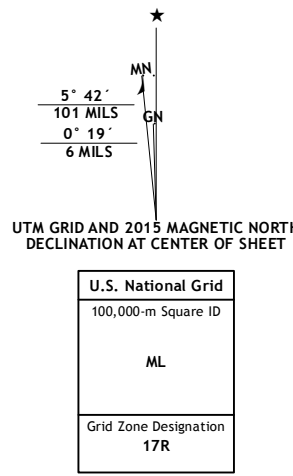 MN
5° 42´
101 MILS
GN
0° 19´
6 MILS
UTM GRID AND 2015 MAGNETIC NORTH
DECLINATION AT CENTER OF SHEET
U.S. National Grid
100,000-m Square ID
ML
Grid Zone Designation
17R